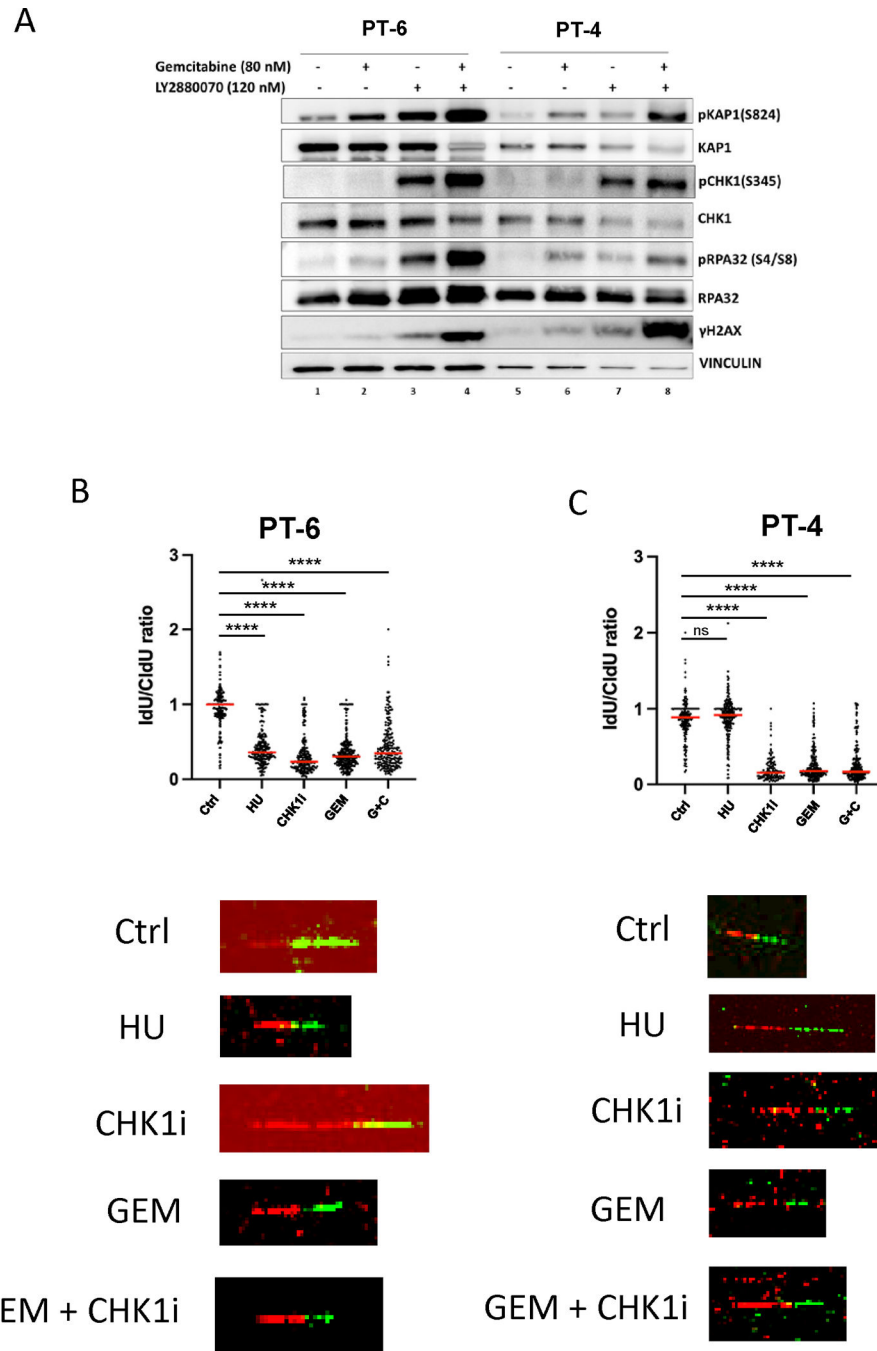 A
PT-6 PT-4
Gemcitabine (80 nM) - + - + - + - +
LY2880070 (120 nM) - - + + - - + +
pKAP1(S824)
KAP1
pCHK1(S345)
CHK1
pRPA32 (S4/S8)
RPA32
γH2AX
VINCULIN
1 2 3 4 5 6 7 8
B
PT-6
****
****
****
****
IdU/CldU ratio
3
2
1
0
Ctrl HU CHK1i GEM G+C
C
PT-4
****
****
****
ns
IdU/CldU ratio
3
2
1
0
Ctrl HU CHK1i GEM G+C
Ctrl
HU
CHK1i
GEM
EM + CHK1i
Ctrl
HU
CHK1i
GEM
GEM + CHK1i